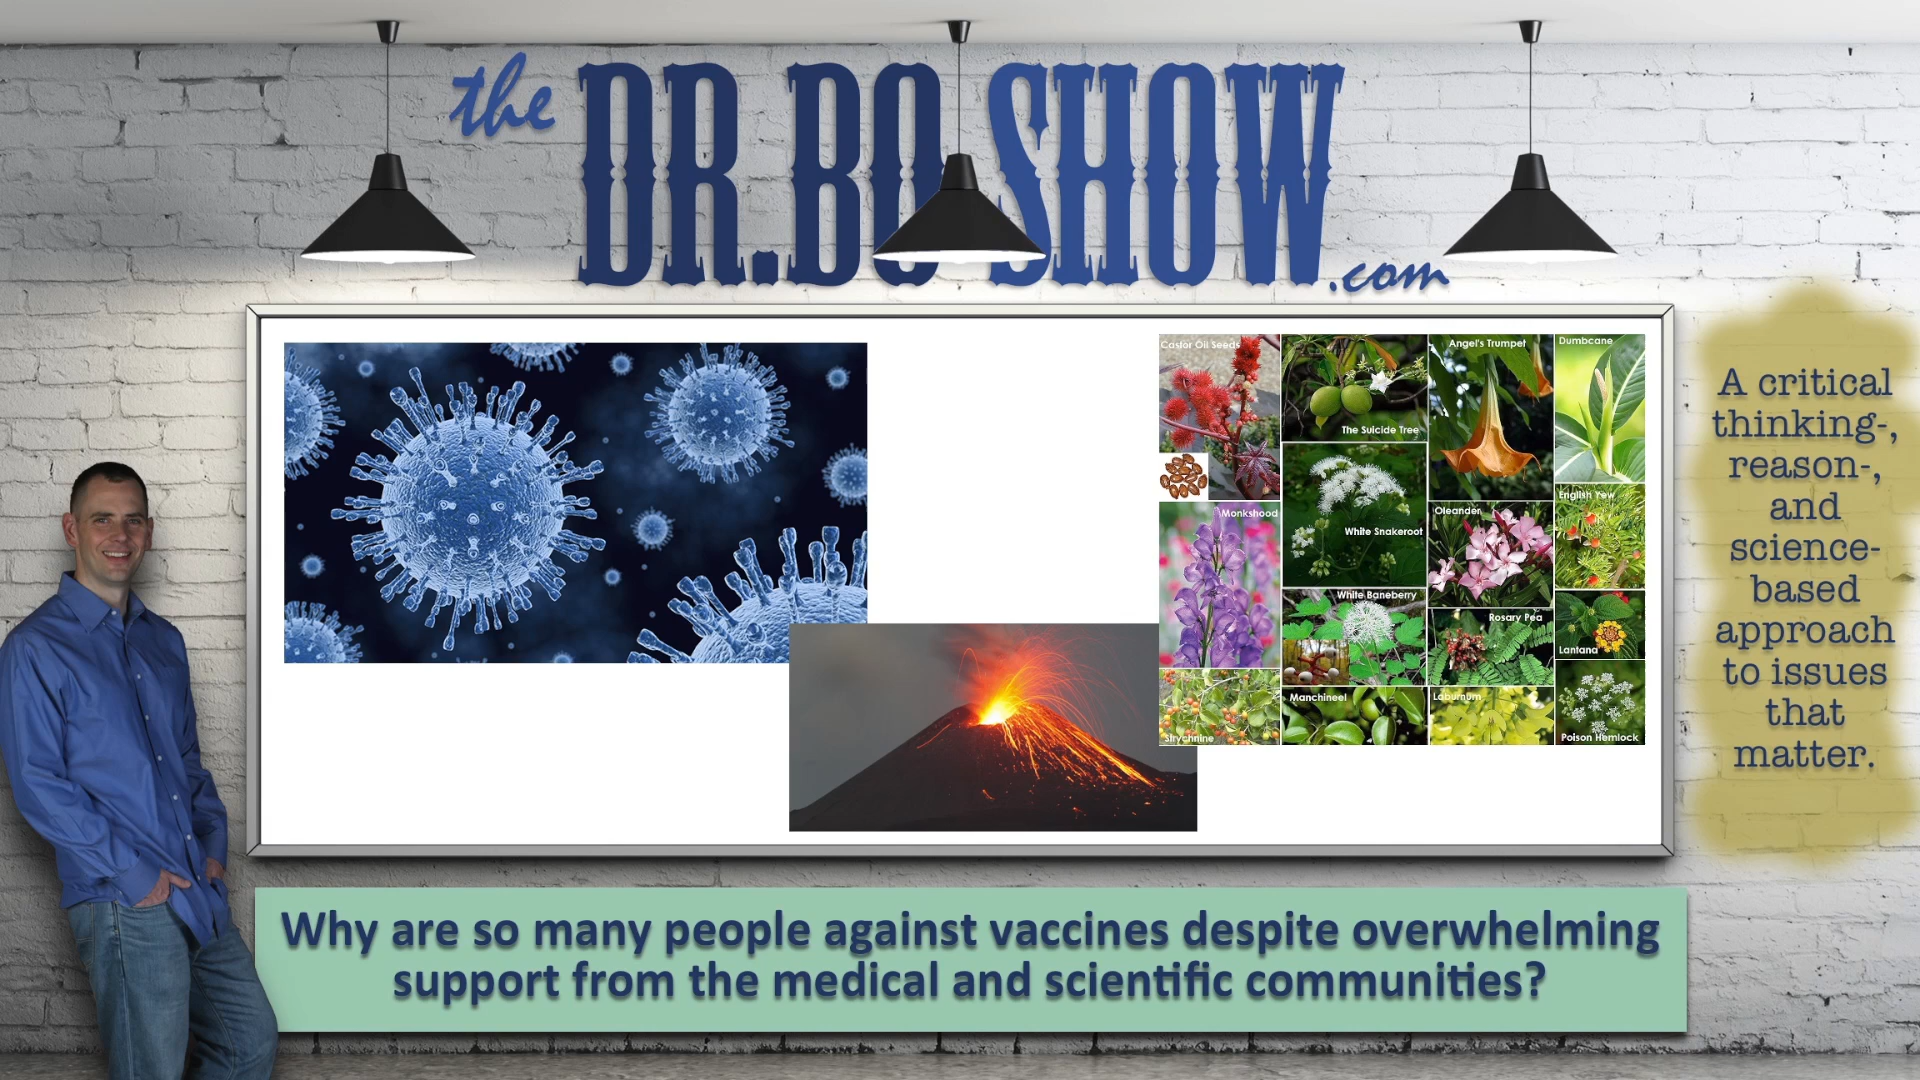 the DR.BO SHOW .com
Castor Oil Seeds
The Suicide Tree
Angel's Trumpet
Dumbcane
Monkshood
White Snakeroot
Oleander
English Yew
White Baneberry
Rosary Pea
Lantana
Strychnine
Manchineel
Laburnum
Poison Hemlock
A critical
thinking-,
reason-,
and
science-
based
approach
to issues
that
matter.
Why are so many people against vaccines despite overwhelming
support from the medical and scientific communities?